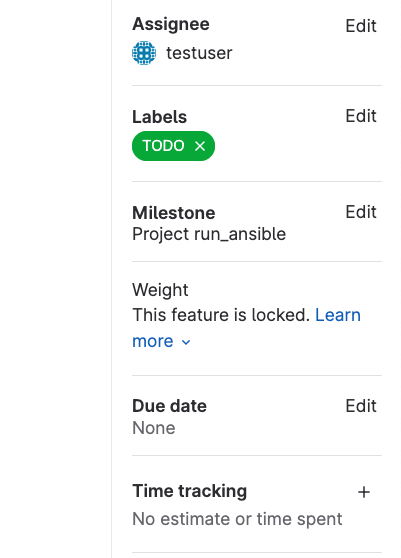 Assignee Edit
testuser
Labels Edit
TODO ×
Milestone Edit
Project run_ansible
Weight
This feature is locked. Learn
more
Due date Edit
None
Time tracking +
No estimate or time spent